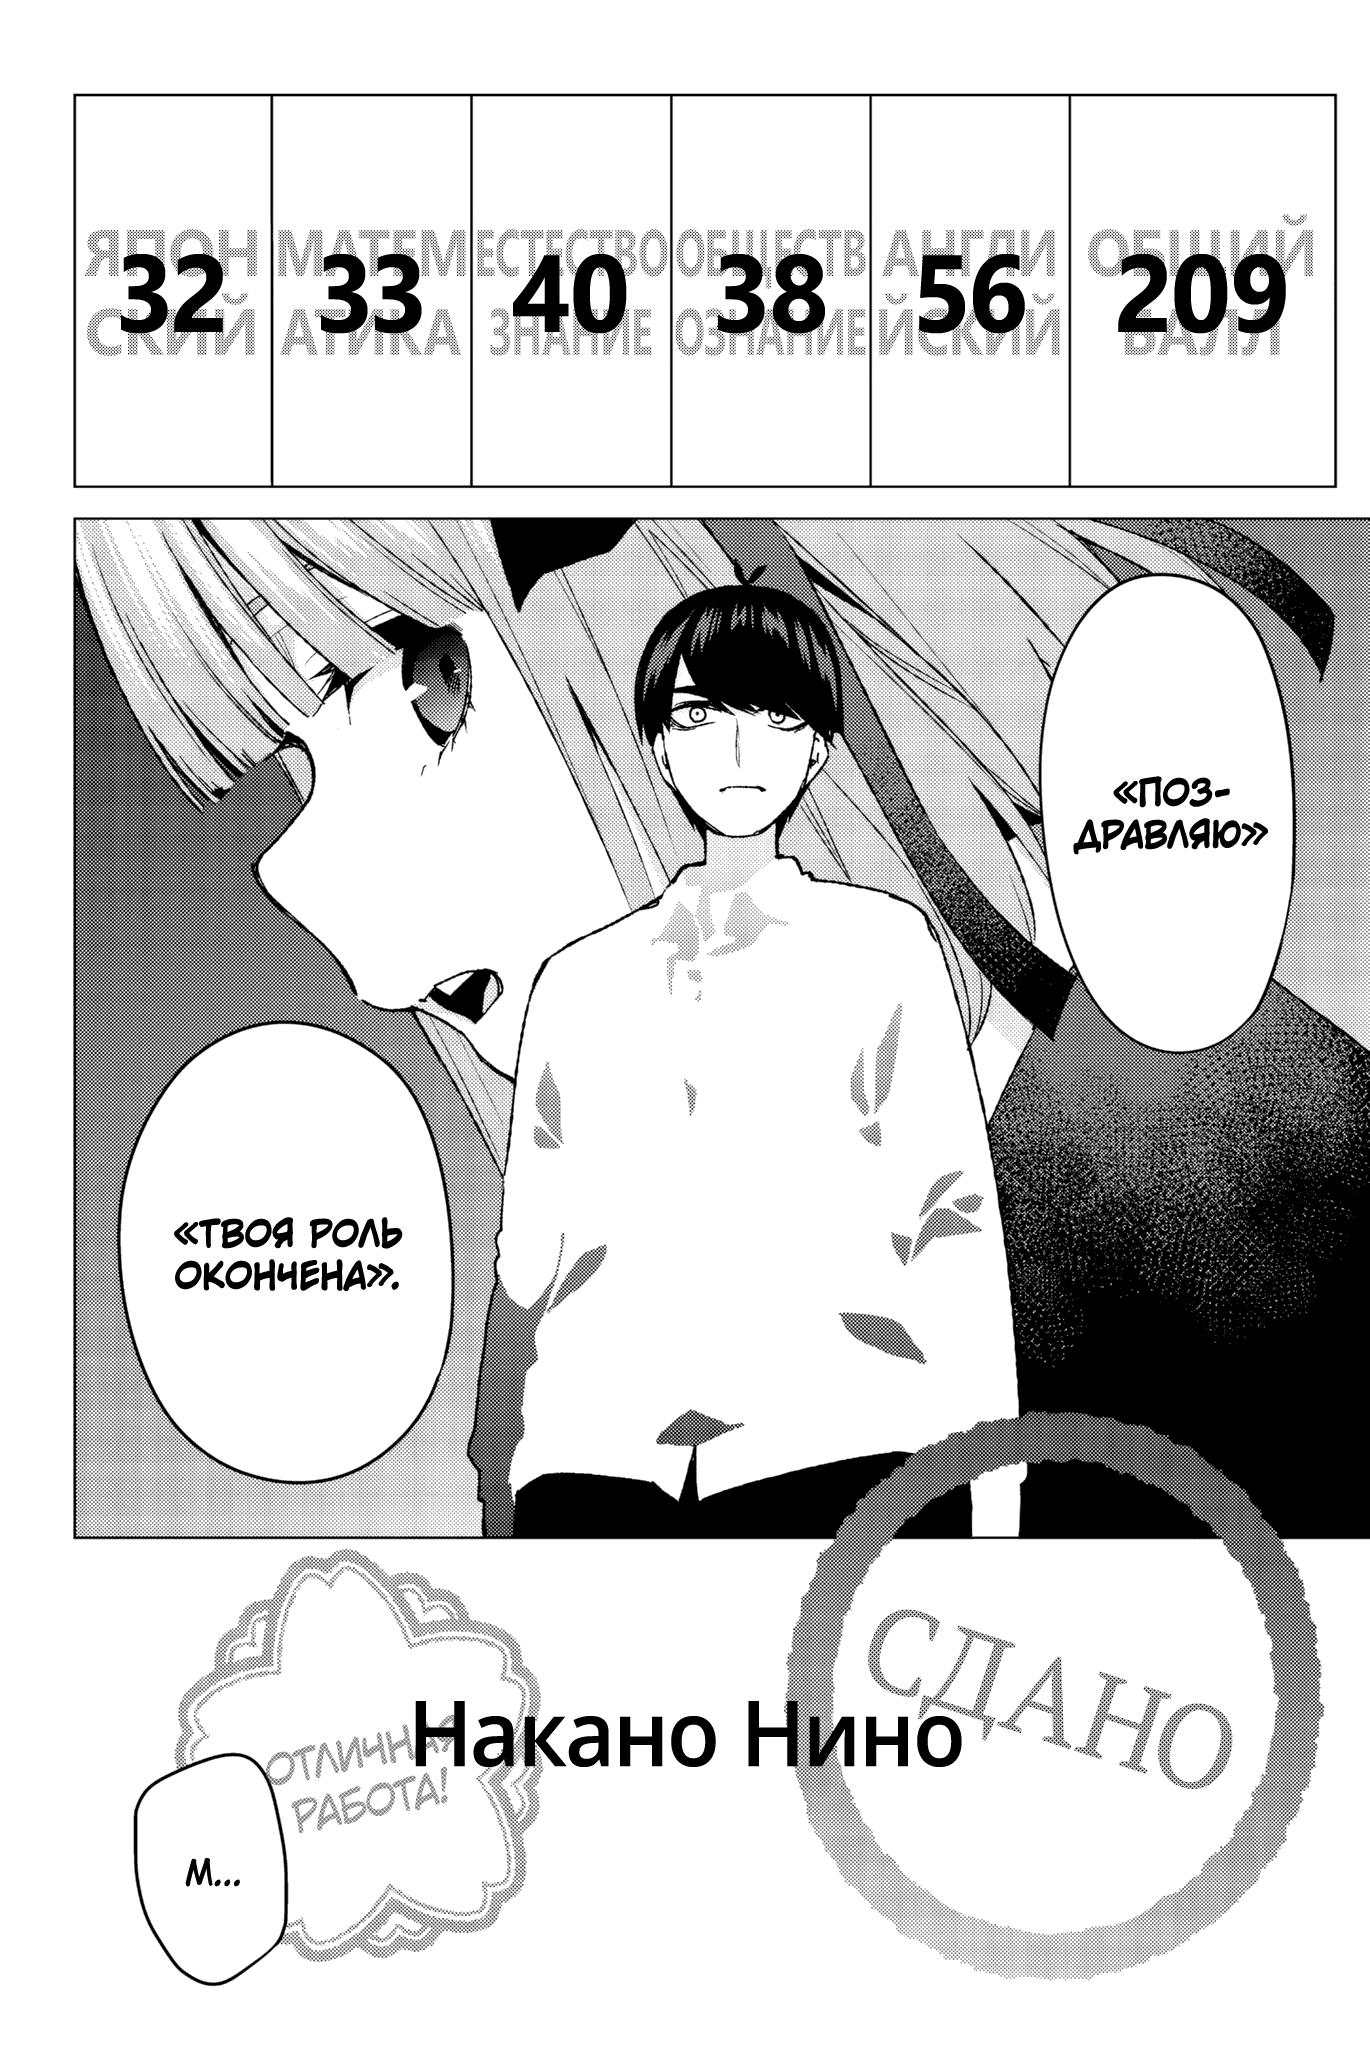 ЯПОН
СКИЙ
32
МАТЕМ
АТИКА
33
ЕСТЕСТВО
ЗНАНИЕ
40
ОБЩЕСТВ
ОЗНАНИЕ
38
АНГЛИ
ЙСКИЙ
56
ОБЩИЙ
БАЛЛ
209
«ПОЗ-
ДРАВЛЯЮ»
«ТВОЯ РОЛЬ
ОКОНЧЕНА».
СДАНО
Накано Нино
ОТЛИЧНАЯ
РАБОТА!
М...